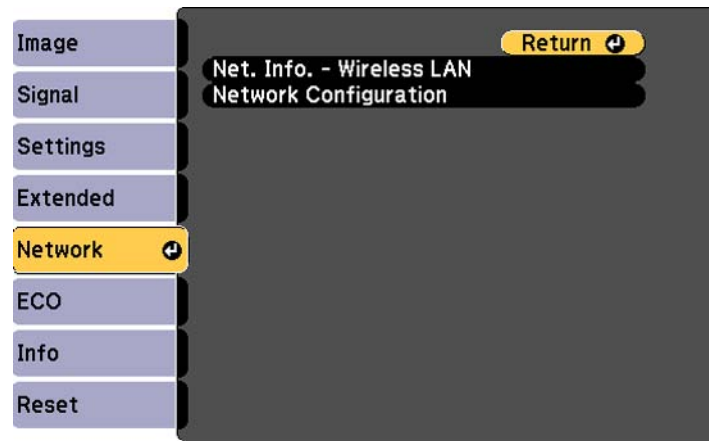 Image
Signal
Settings
Extended
Network
ECO
Info
Reset
Return
Net. Info. - Wireless LAN
Network Configuration